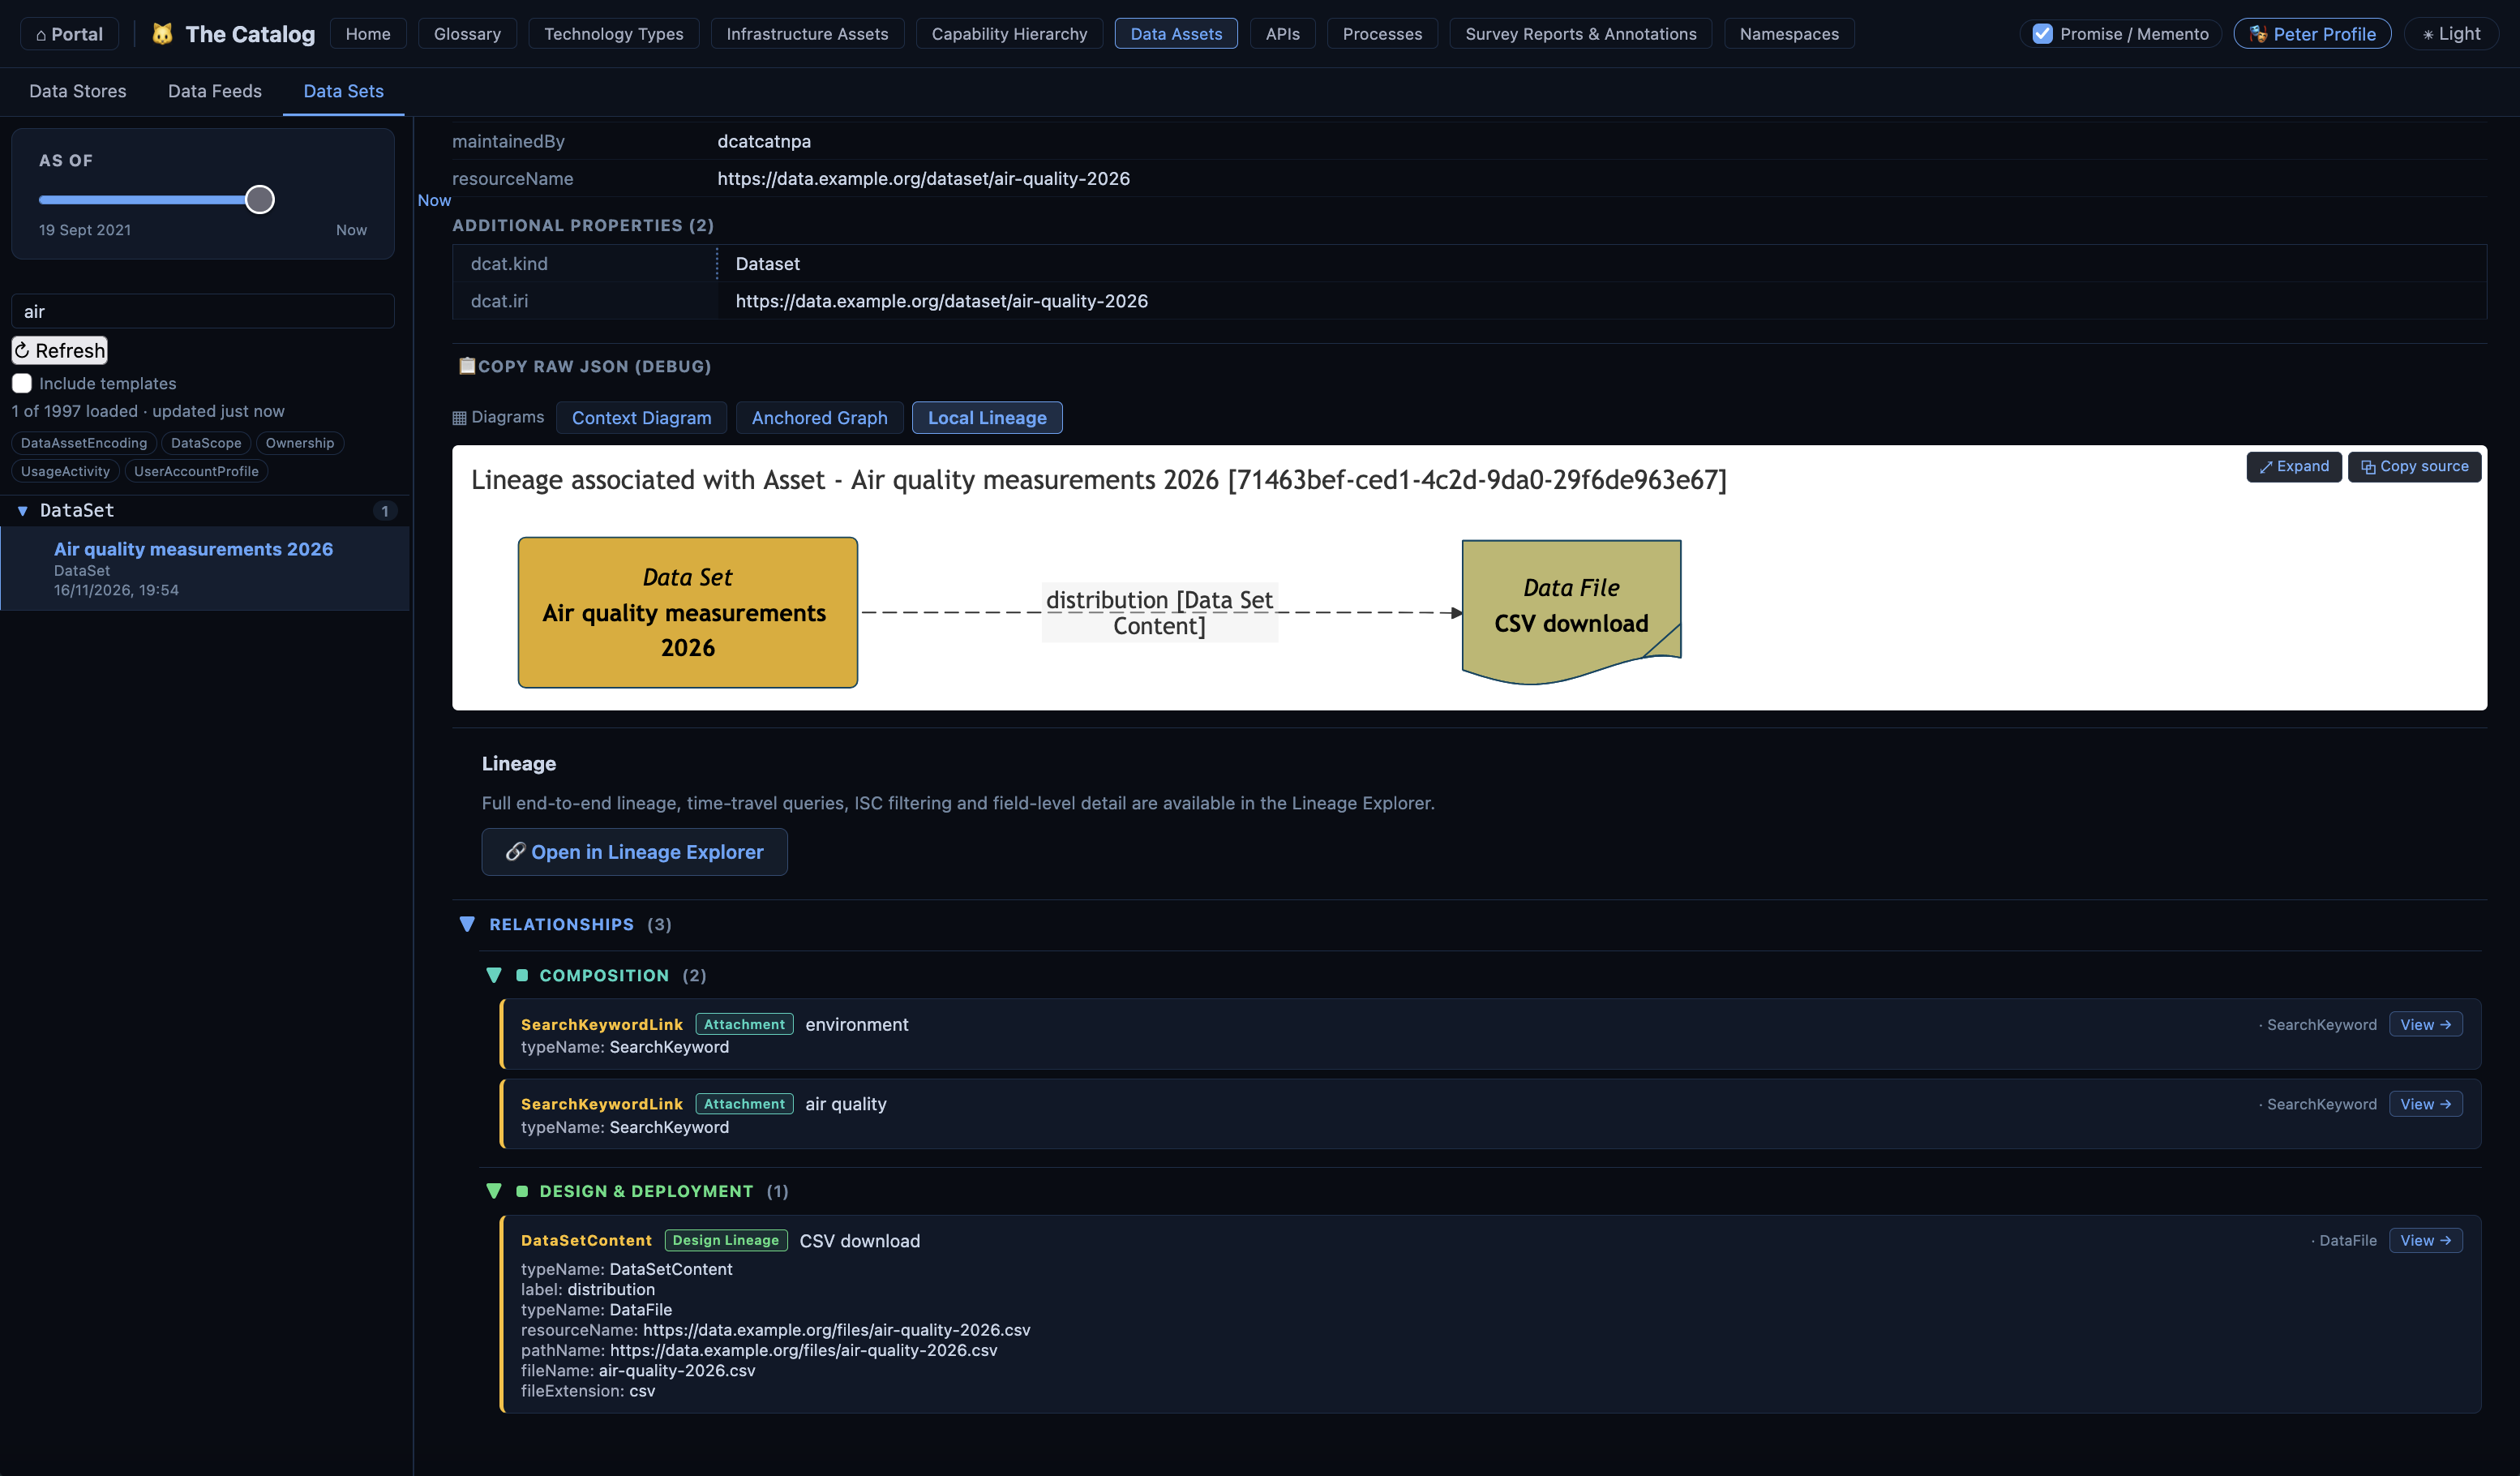 ⌂ Portal
The Catalog
Home
Glossary
Technology Types
Infrastructure Assets
Capability Hierarchy
Data Assets
APIs
Processes
Survey Reports & Annotations
Namespaces
Promise / Memento
Peter Profile
☀ Light
Data Stores
Data Feeds
Data Sets
AS OF
Now
19 Sept 2021
Now
air
↻ Refresh
Include templates
1 of 1997 loaded · updated just now
DataAssetEncoding
DataScope
Ownership
UsageActivity
UserAccountProfile
▼ DataSet 1
Air quality measurements 2026
DataSet
16/11/2026, 19:54
maintainedBy dcatcatnpa
resourceName https://data.example.org/dataset/air-quality-2026
ADDITIONAL PROPERTIES (2)
dcat.kind Dataset
dcat.iri https://data.example.org/dataset/air-quality-2026
COPY RAW JSON (DEBUG)
▦ Diagrams
Context Diagram
Anchored Graph
Local Lineage
Lineage associated with Asset - Air quality measurements 2026 [71463bef-ced1-4c2d-9da0-29f6de963e67]
Expand
Copy source
Data Set
Air quality measurements
2026
distribution [Data Set
Content]
Data File
CSV download
Lineage
Full end-to-end lineage, time-travel queries, ISC filtering and field-level detail are available in the Lineage Explorer.
Open in Lineage Explorer
▼ RELATIONSHIPS (3)
▼ COMPOSITION (2)
SearchKeywordLink Attachment environment · SearchKeyword View →
typeName: SearchKeyword
SearchKeywordLink Attachment air quality · SearchKeyword View →
typeName: SearchKeyword
▼ DESIGN & DEPLOYMENT (1)
DataSetContent Design Lineage CSV download · DataFile View →
typeName: DataSetContent
label: distribution
typeName: DataFile
resourceName: https://data.example.org/files/air-quality-2026.csv
pathName: https://data.example.org/files/air-quality-2026.csv
fileName: air-quality-2026.csv
fileExtension: csv